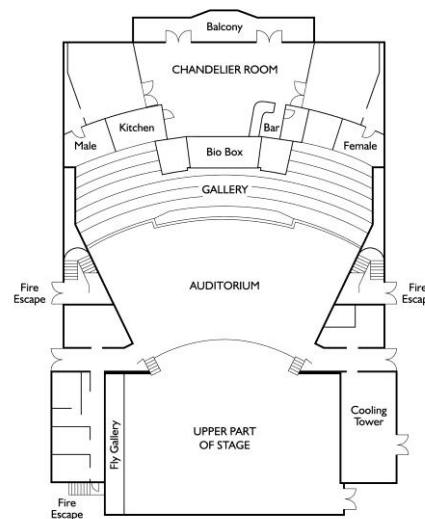 Balcony
CHANDELIER ROOM
Kitchen
Bar
Male
Female
Bio Box
GALLERY
AUDITORIUM
Fire
Escape
Fire
Escape
Cooling
Tower
UPPER PART
OF STAGE
Fly Gallery
Fire
Escape